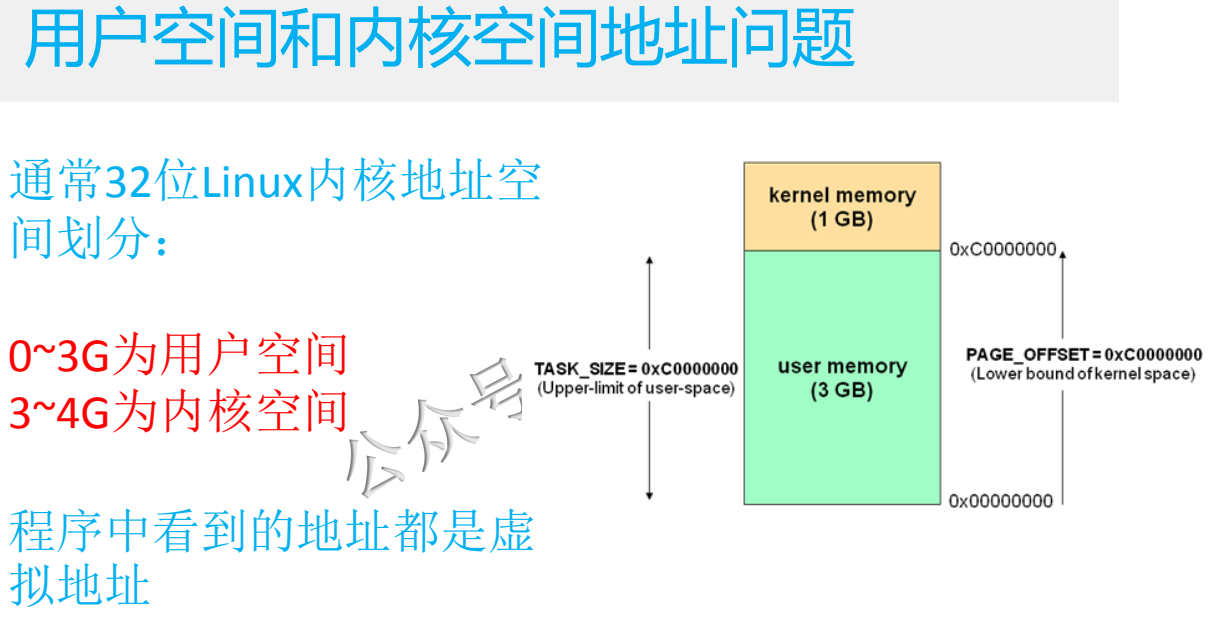 用户空间和内核空间地址问题
通常32位Linux内核地址空
间划分：
0~3G为用户空间
3~4G为内核空间
程序中看到的地址都是虚
拟地址
公众号
kernel memory
(1 GB)
0xC0000000
TASK_SIZE=0xC0000000
(Upper-limit of user-space)
user memory
(3 GB)
PAGE_OFFSET=0xC0000000
(Lower bound of kernel space)
0x00000000